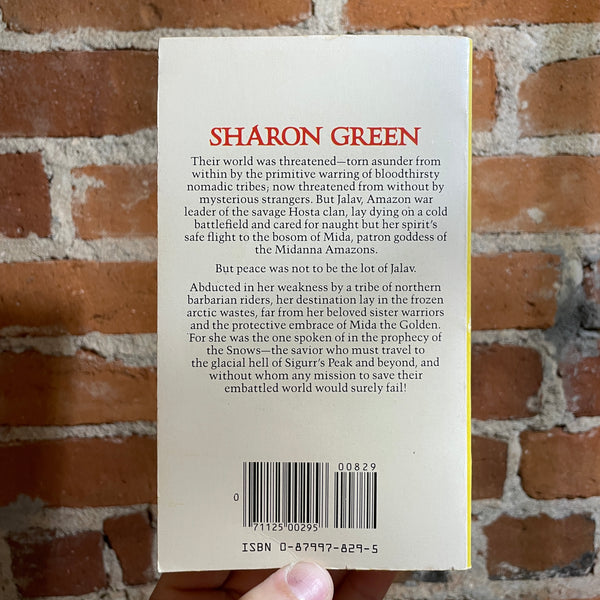 SHARON GREEN
Their world was threatened—torn asunder from
within by the primitive warring of bloodthirsty
nomadic tribes; now threatened from without by
mysterious strangers. But Jalav, Amazon war
leader of the savage Hosta clan, lay dying on a cold
battlefield and cared for naught but her spirit's
safe flight to the bosom of Mida, patron goddess of
the Midanna Amazons.
But peace was not to be the lot of Jalav.
Abducted in her weakness by a tribe of northern
barbarian riders, her destination lay in the frozen
arctic wastes, far from her beloved sister warriors
and the protective embrace of Mida the Golden.
For she was the one spoken of in the prophecy of
the Snows—the savior who must travel to
the glacial hell of Sigurr's Peak and beyond, and
without whom any mission to save their
embattled world would surely fail!
00829
0
71125 00295
ISBN 0-87997-829-5